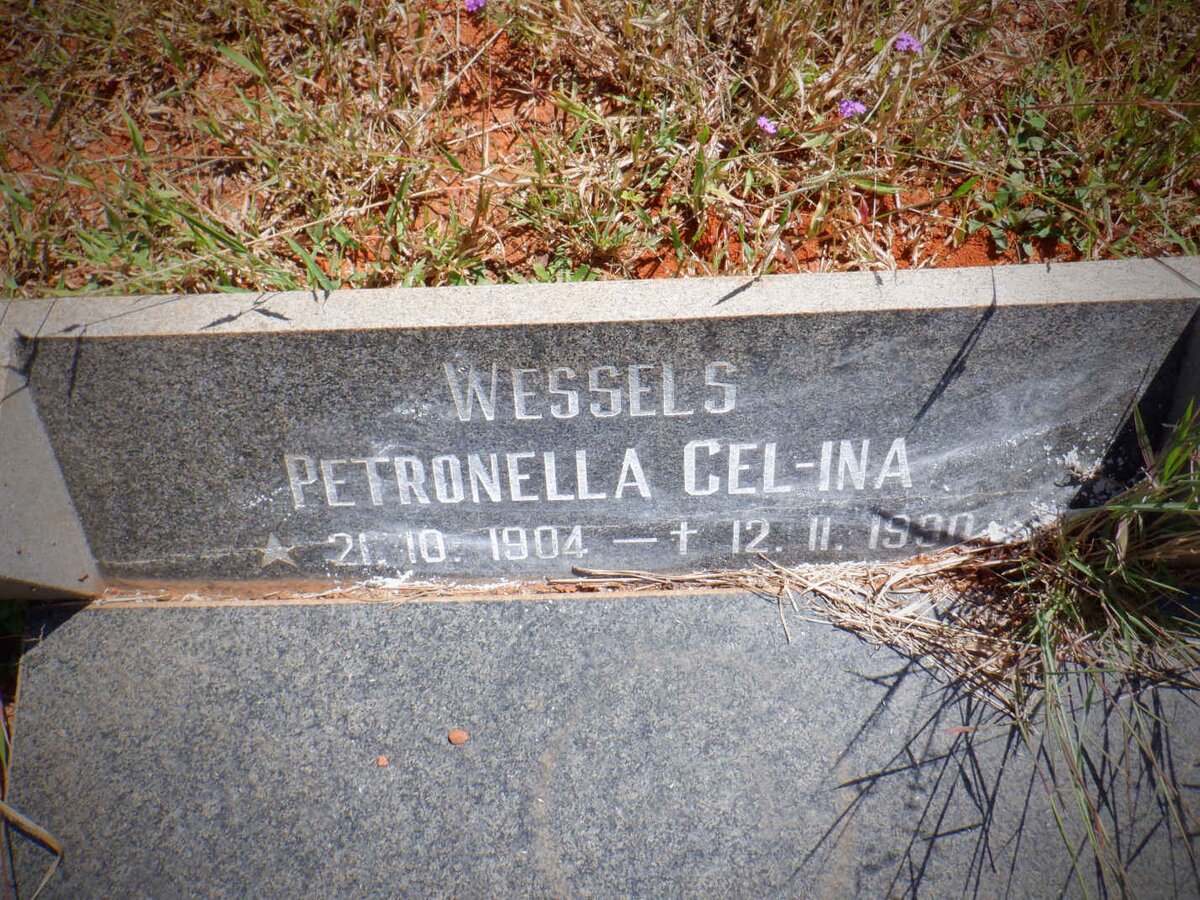 WESSELS
PETRONELLA CEL-INA
☆ 21. 10. 1904 — † 12. 11. 1990